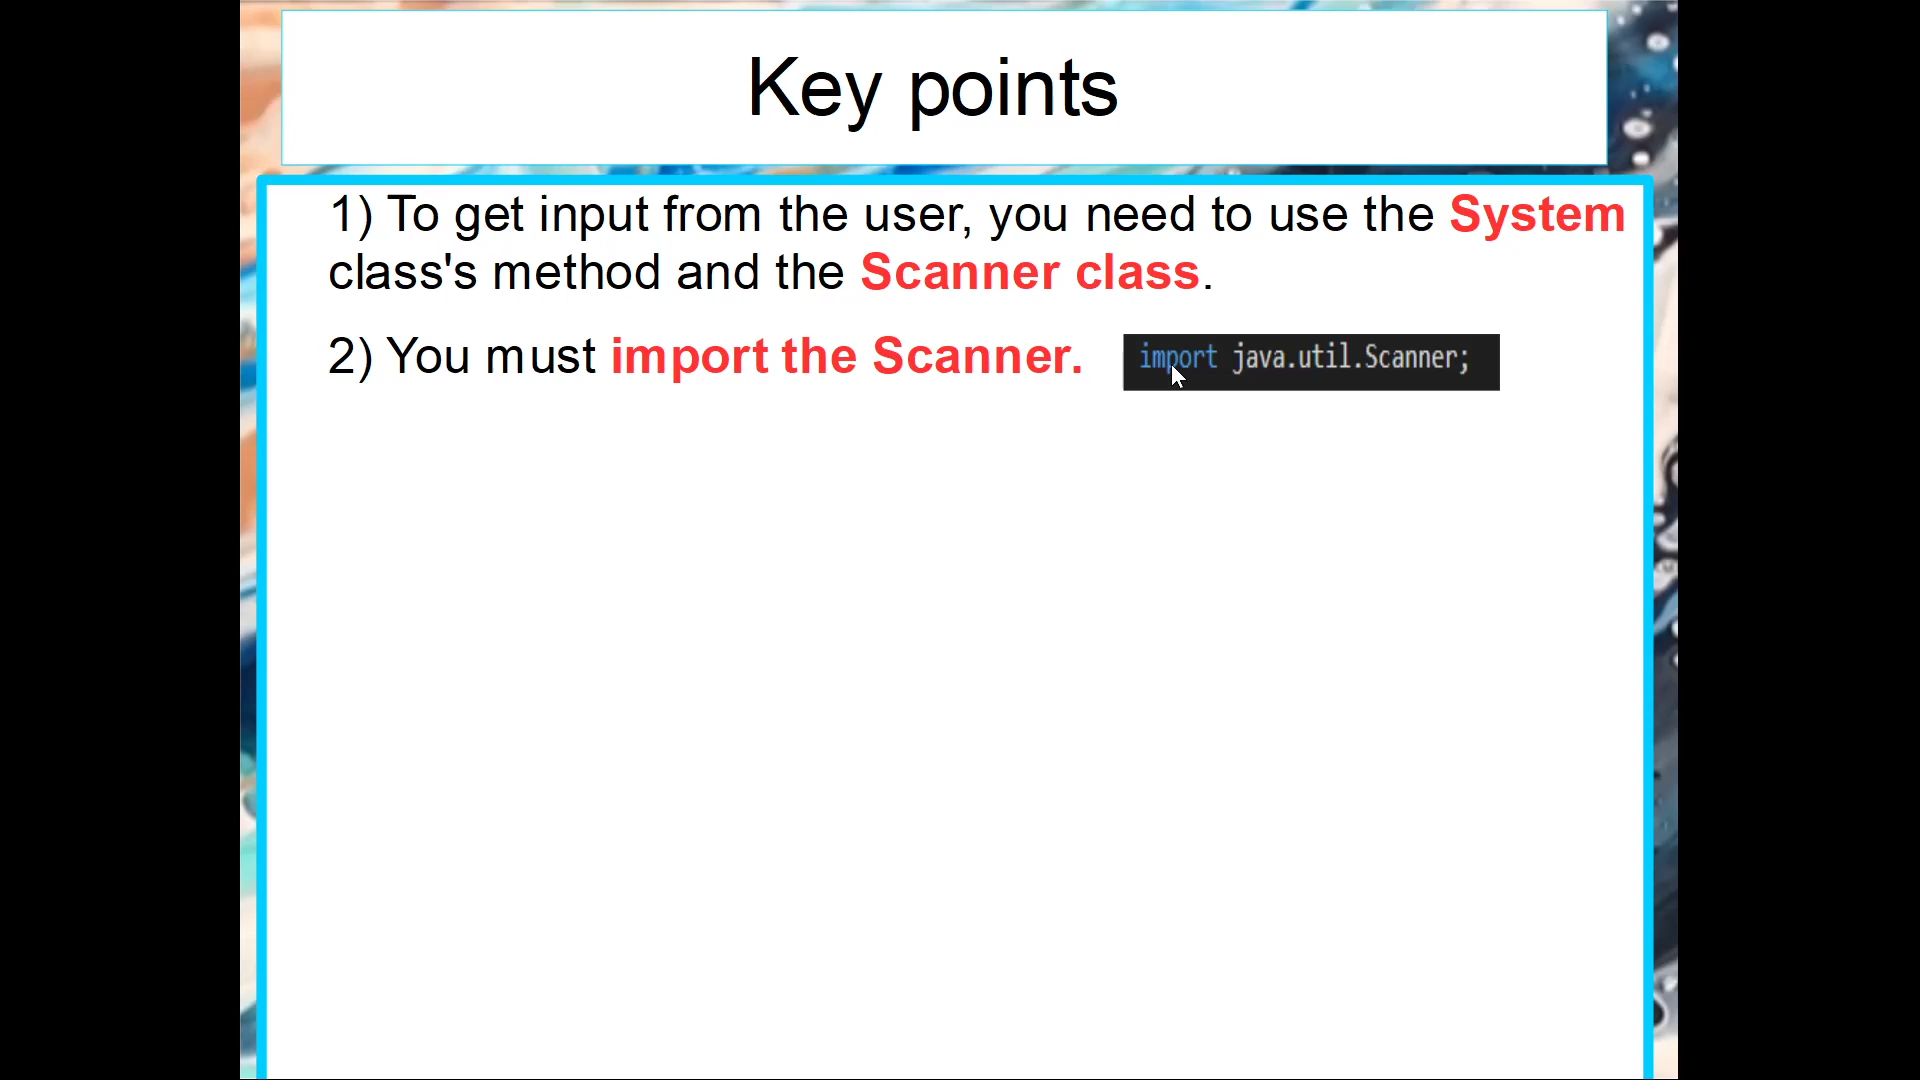 Key points
1) To get input from the user, you need to use the System
class's method and the Scanner class.
2) You must import the Scanner.
import java.util.Scanner;